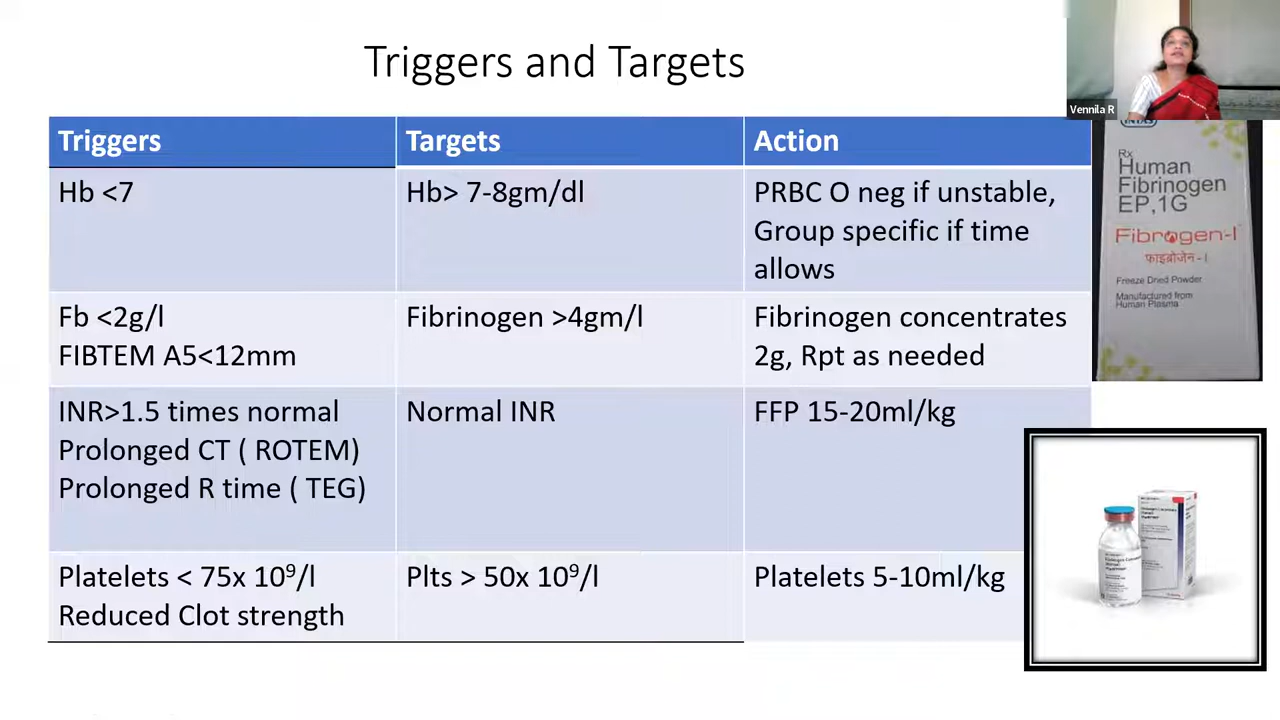 Triggers and Targets
Vennila R
Triggers
Targets
Action
Hb <7
Hb> 7-8gm/dl
PRBC O neg if unstable,
Group specific if time
allows
Fb <2g/l
FIBTEM A5<12mm
Fibrinogen >4gm/l
Fibrinogen concentrates
2g, Rpt as needed
INR>1.5 times normal
Prolonged CT ( ROTEM)
Prolonged R time ( TEG)
Normal INR
FFP 15-20ml/kg
Platelets < 75x 10⁹/l
Reduced Clot strength
Plts > 50x 10⁹/l
Platelets 5-10ml/kg
Rx
Human
Fibrinogen
EP,1G
Fibrogen-I
फाइब्रोजेन - I
Freeze Dried Powder
Manufactured from
Human Plasma